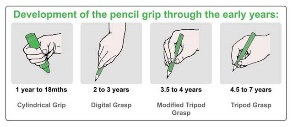 Development of the pencil grip through the early years:
1 year to 18mths
Cylindrical Grip
2 to 3 years
Digital Grasp
3.5 to 4 years
Modified Tripod
Grasp
4.5 to 7 years
Tripod Grasp